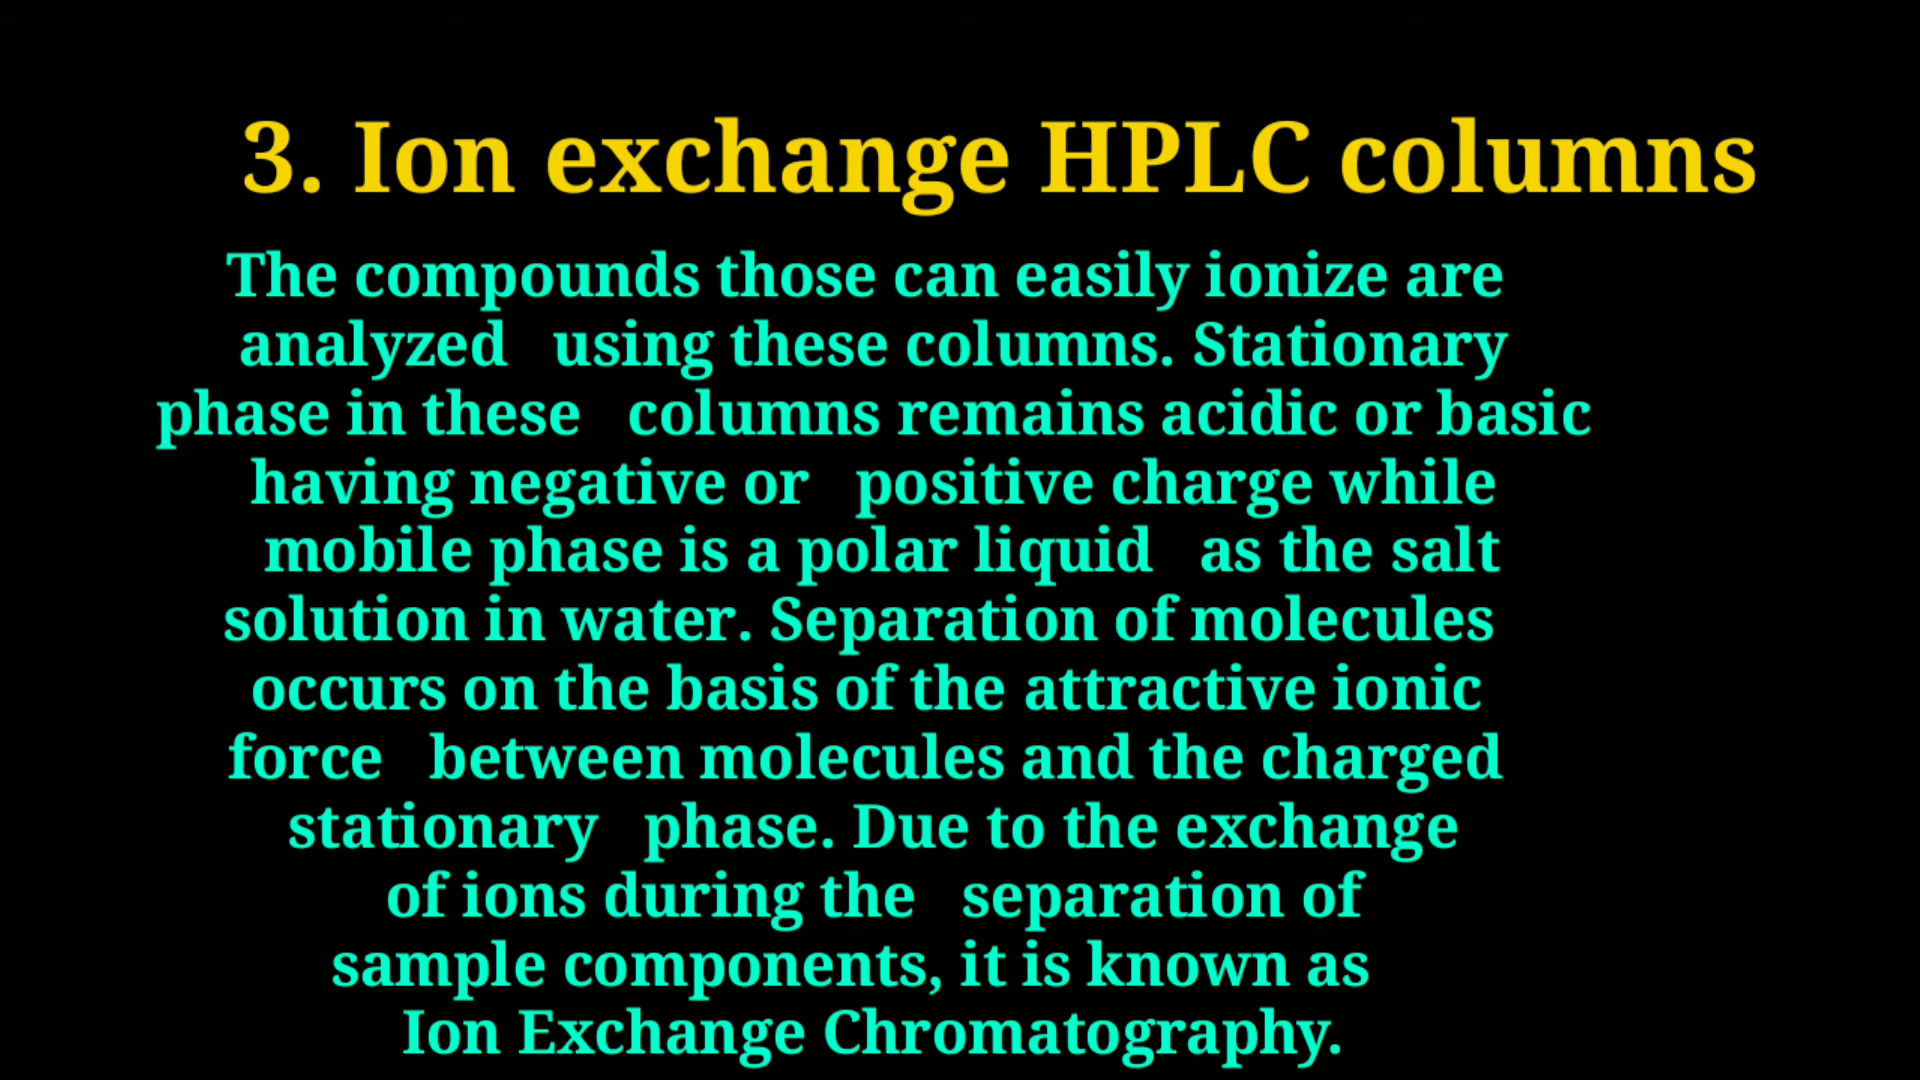 3. Ion exchange HPLC columns
The compounds those can easily ionize are
analyzed using these columns. Stationary
phase in these columns remains acidic or basic
having negative or positive charge while
mobile phase is a polar liquid as the salt
solution in water. Separation of molecules
occurs on the basis of the attractive ionic
force between molecules and the charged
stationary phase. Due to the exchange
of ions during the separation of
sample components, it is known as
Ion Exchange Chromatography.